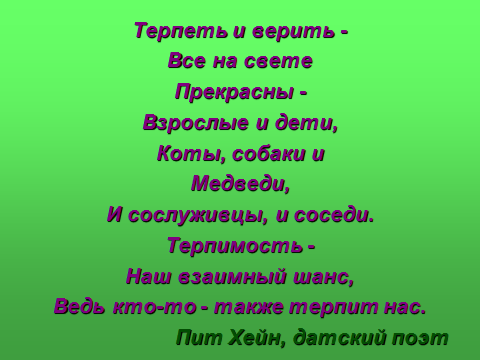 Терпеть и верить -
Все на свете
Прекрасны -
Взрослые и дети,
Коты, собаки и
Медведи,
И сослуживцы, и соседи.
Терпимость -
Наш взаимный шанс,
Ведь кто-то - также терпит нас.
Пит Хейн, датский поэт